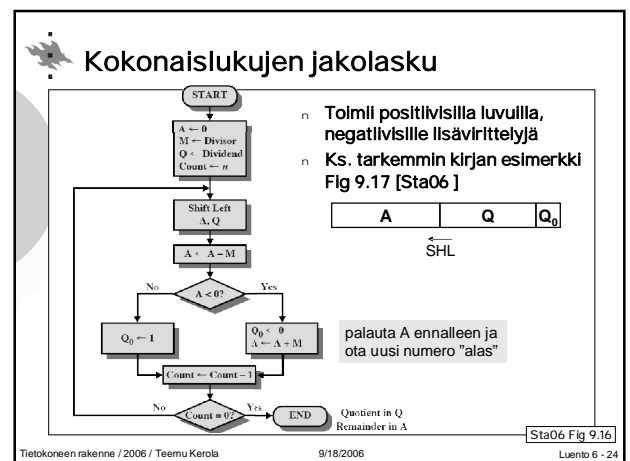 Kokonaislukujen jakolasku
START
A ← 0
M ← Divisor
Q ← Dividend
Count ← n
Shift Left
A, Q
A ← A – M
No
A < 0?
Yes
Q0 ← 1
Q0 ← 0
A ← A + M
Count ← Count – 1
No
Count = 0?
Yes
END
Quotient in Q
Remainder in A
n Toimii positiivisilla luvuilla,
negatiivisille lisävirittelyjä
n Ks. tarkemmin kirjan esimerkki
Fig 9.17 [Sta06 ]
A Q Q0
←
SHL
palauta A ennalleen ja
ota uusi numero "alas"
Sta06 Fig 9.16
Tietokoneen rakenne / 2006 / Teemu Kerola 9/18/2006 Luento 6 - 24